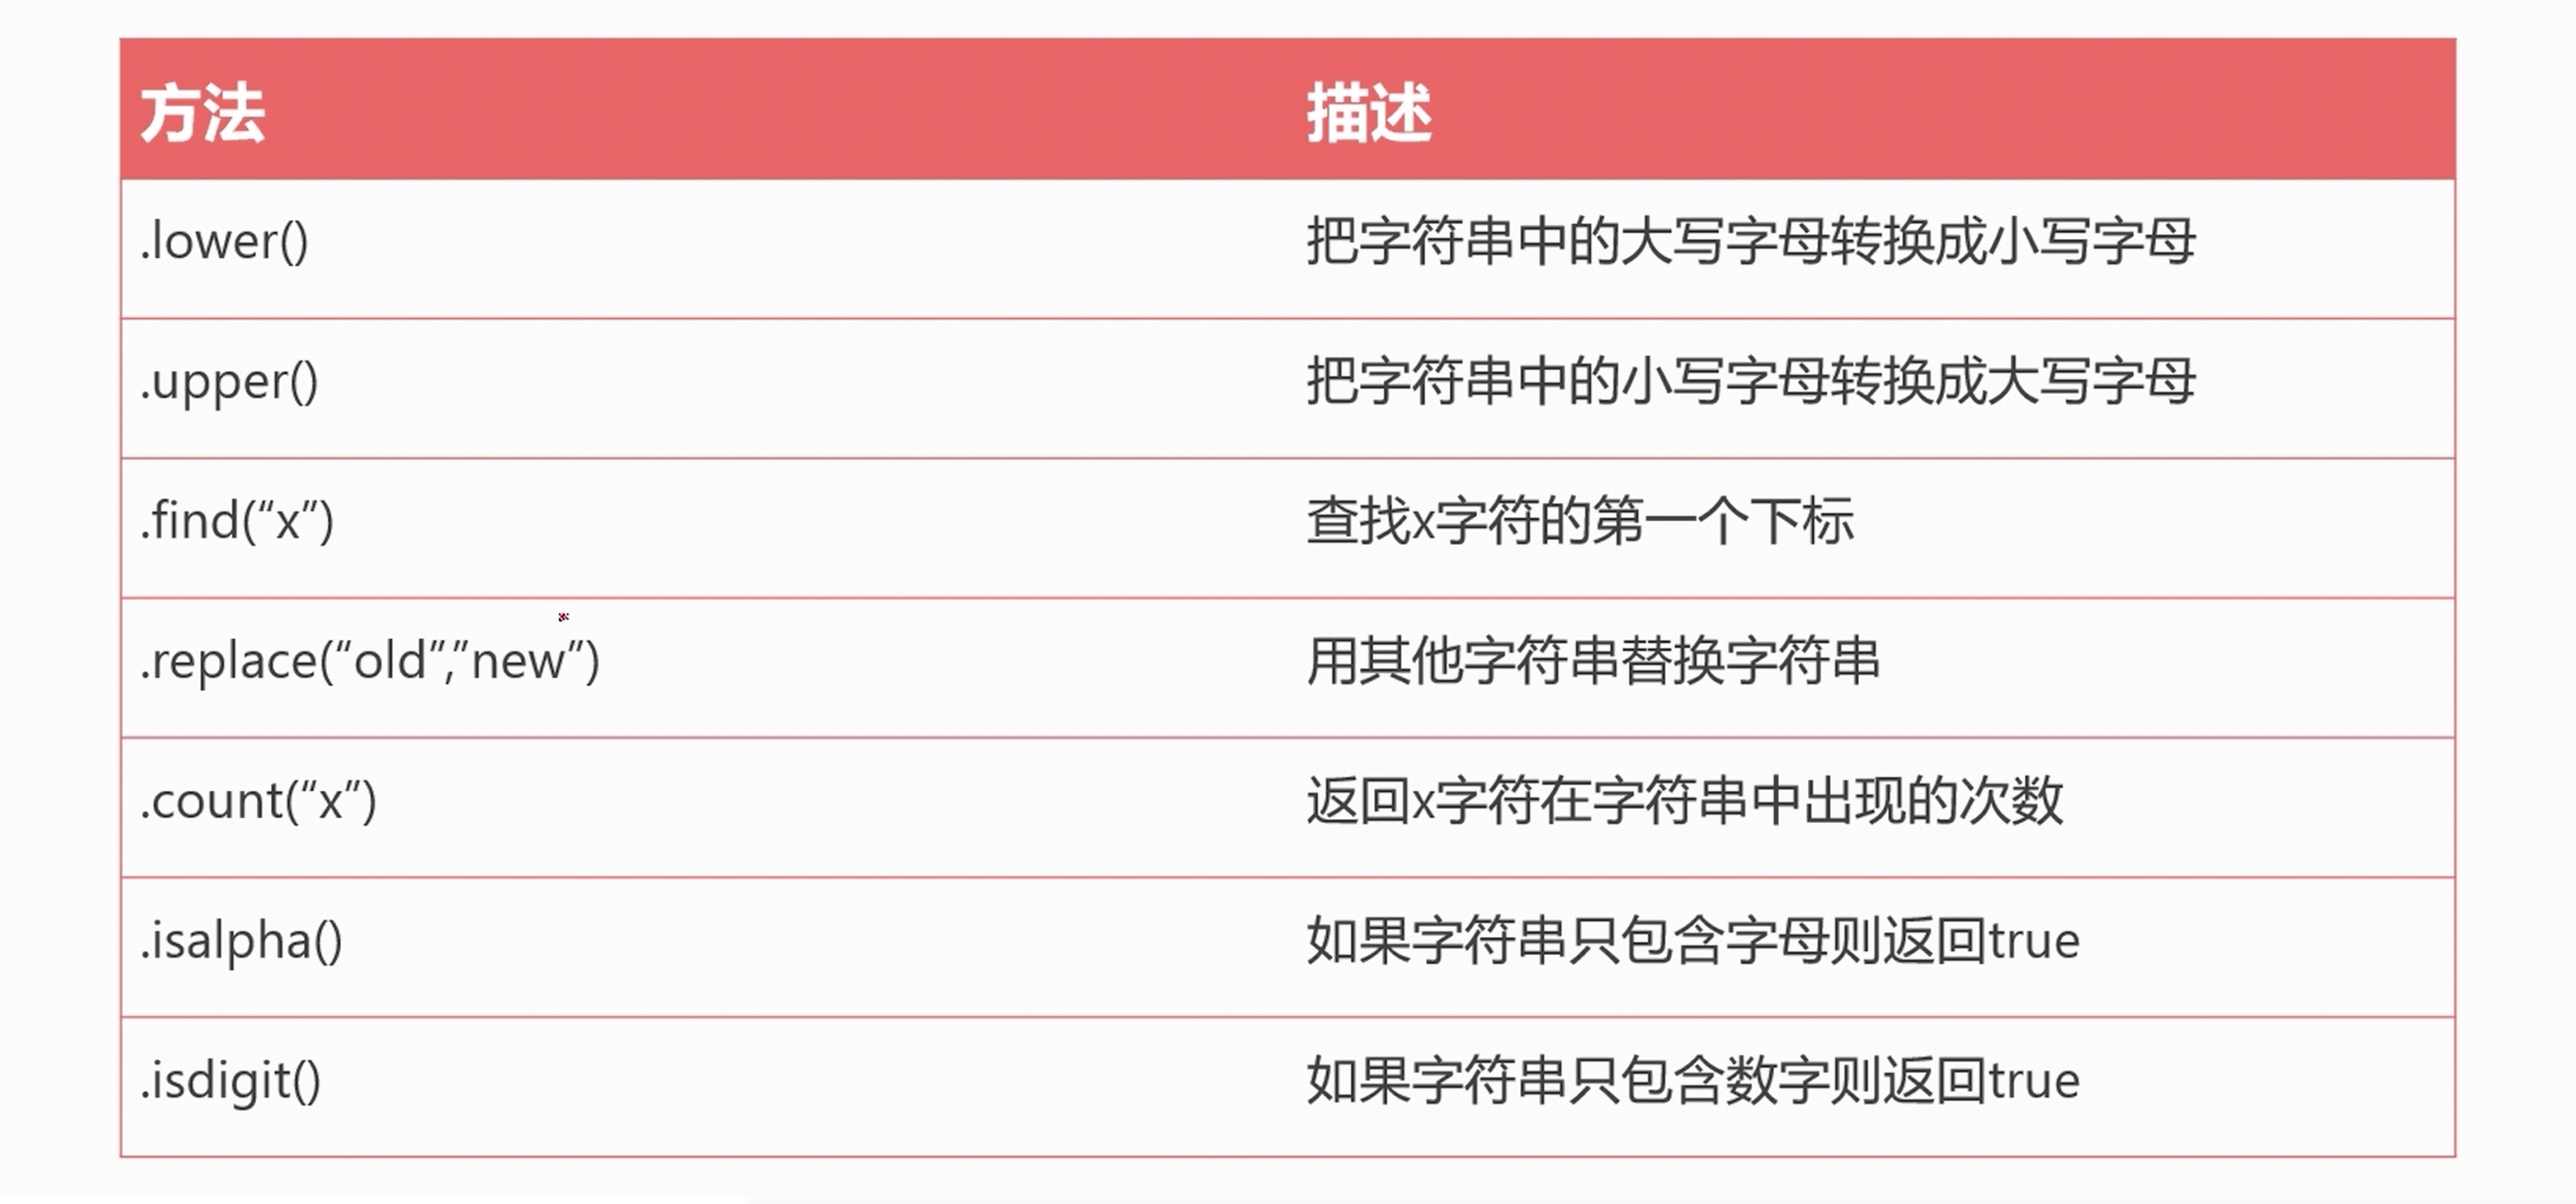 方法 描述
.lower() 把字符串中的大写字母转换成小写字母
.upper() 把字符串中的小写字母转换成大写字母
.find(“x”) 查找x字符的第一个下标
.replace(“old”,”new”) 用其他字符串替换字符串
.count(“x”) 返回x字符在字符串中出现的次数
.isalpha() 如果字符串只包含字母则返回true
.isdigit() 如果字符串只包含数字则返回true